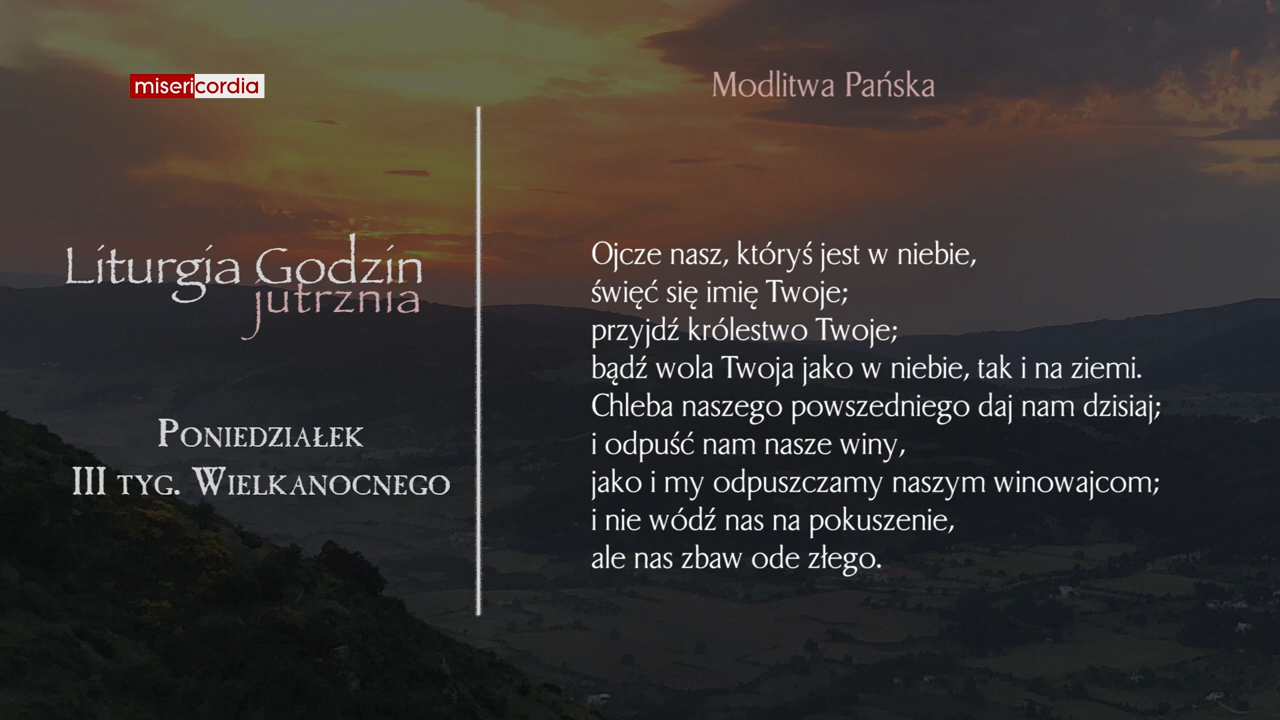 misericordia
Liturgia Godzin
jutrznia
Poniedziałek
III tyg. Wielkanocnego
Modlitwa Pańska
Ojcze nasz, któryś jest w niebie,
święć się imię Twoje;
przyjdź królestwo Twoje;
bądź wola Twoja jako w niebie, tak i na ziemi.
Chleba naszego powszedniego daj nam dzisiaj;
i odpuść nam nasze winy,
jako i my odpuszczamy naszym winowajcom;
i nie wódź nas na pokuszenie,
ale nas zbaw ode złego.